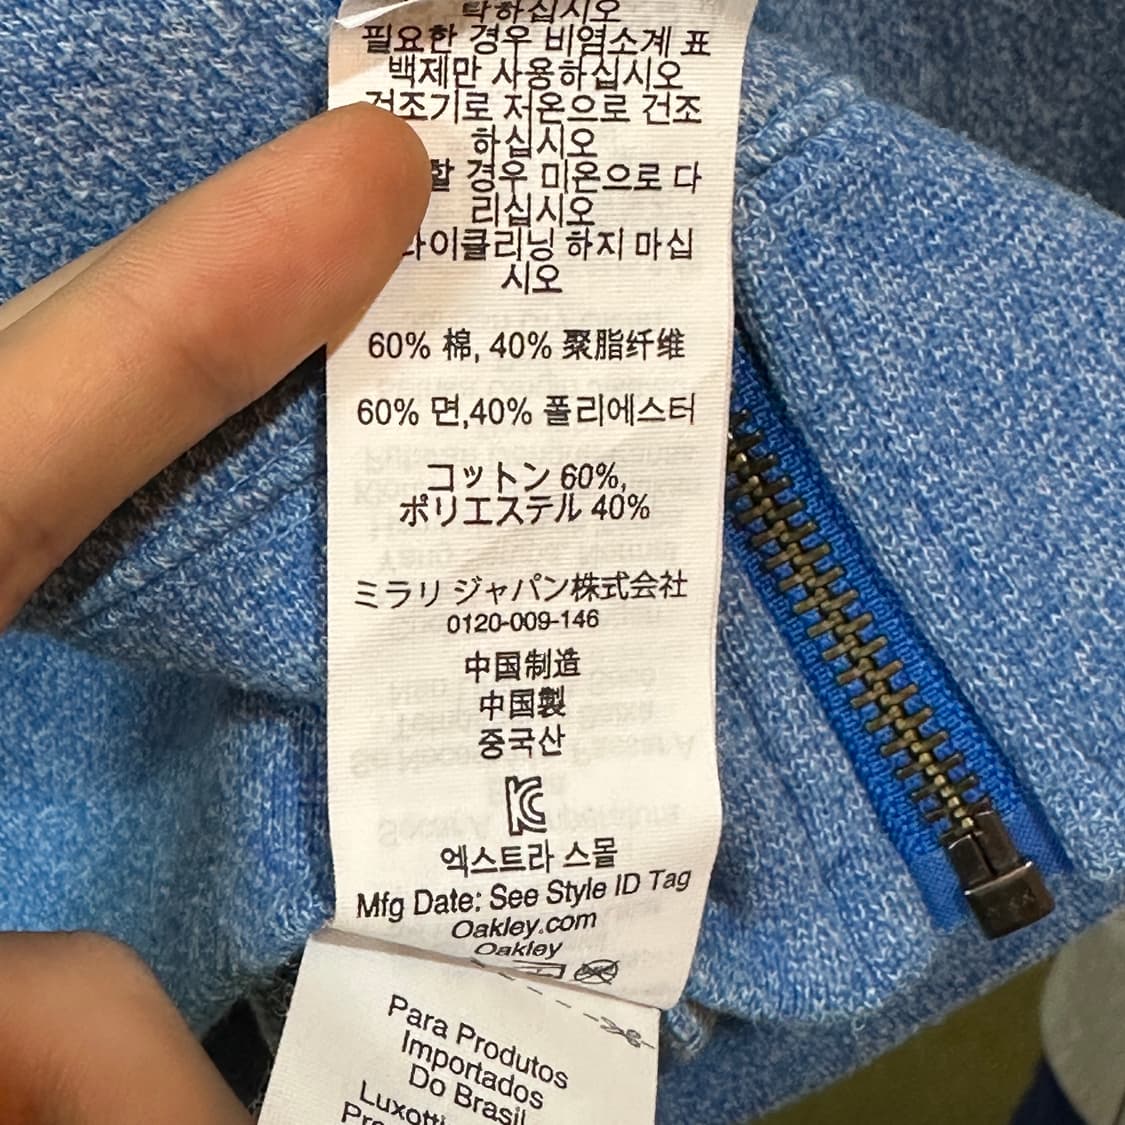 탁하십시오
필요한 경우 비염소계 표
백제만 사용하십시오
건조기로 저온으로 건조
하십시오
할 경우 미온으로 다
리십시오
라이클리닝 하지 마십
시오
60% 棉, 40% 聚脂纤维
60% 면,40% 폴리에스터
コットン 60%,
ポリエステル 40%
ミラリ ジャパン株式会社
0120-009-146
中国制造
中国製
중국산
엑스트라 스몰
Mfg Date: See Style ID Tag
Oakley.com
Oakley
Para Produtos
Importados
Do Brasil